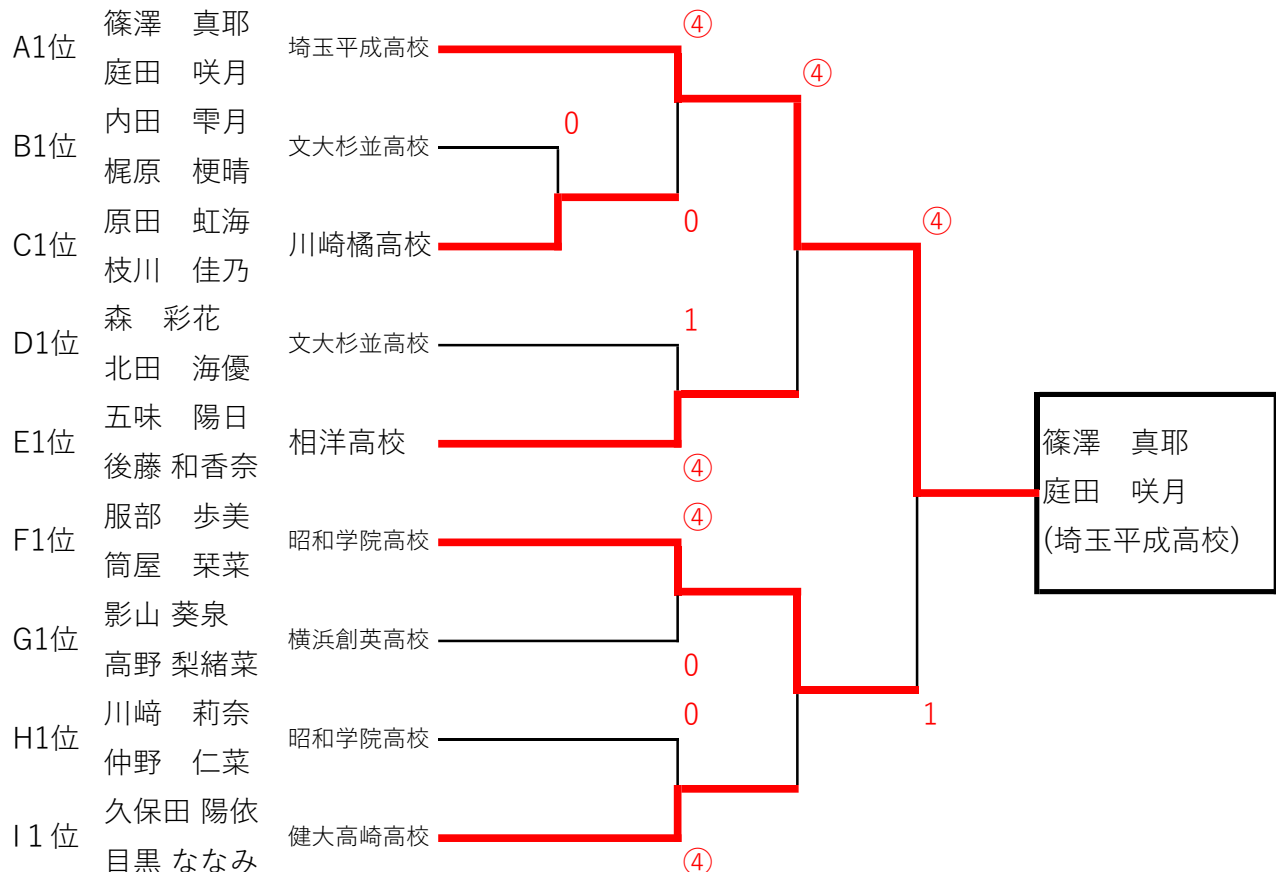 A1位 篠澤　真耶 埼玉平成高校 ④
庭田　咲月 ④
B1位 内田　雫月 文大杉並高校 0
梶原　梗晴
C1位 原田　虹海 川崎橘高校 0 ④
枝川　佳乃
D1位 森　彩花 文大杉並高校 1
北田　海優
E1位 五味　陽日 相洋高校
後藤 和香奈 ④
篠澤　真耶
庭田　咲月
(埼玉平成高校)
F1位 服部　歩美 昭和学院高校 ④
筒屋　栞菜
G1位 影山 葵泉 横浜創英高校
高野 梨緒菜 0
H1位 川﨑　莉奈 昭和学院高校 0 1
仲野　仁菜
I１位 久保田 陽依 健大高崎高校
目黒 ななみ ④